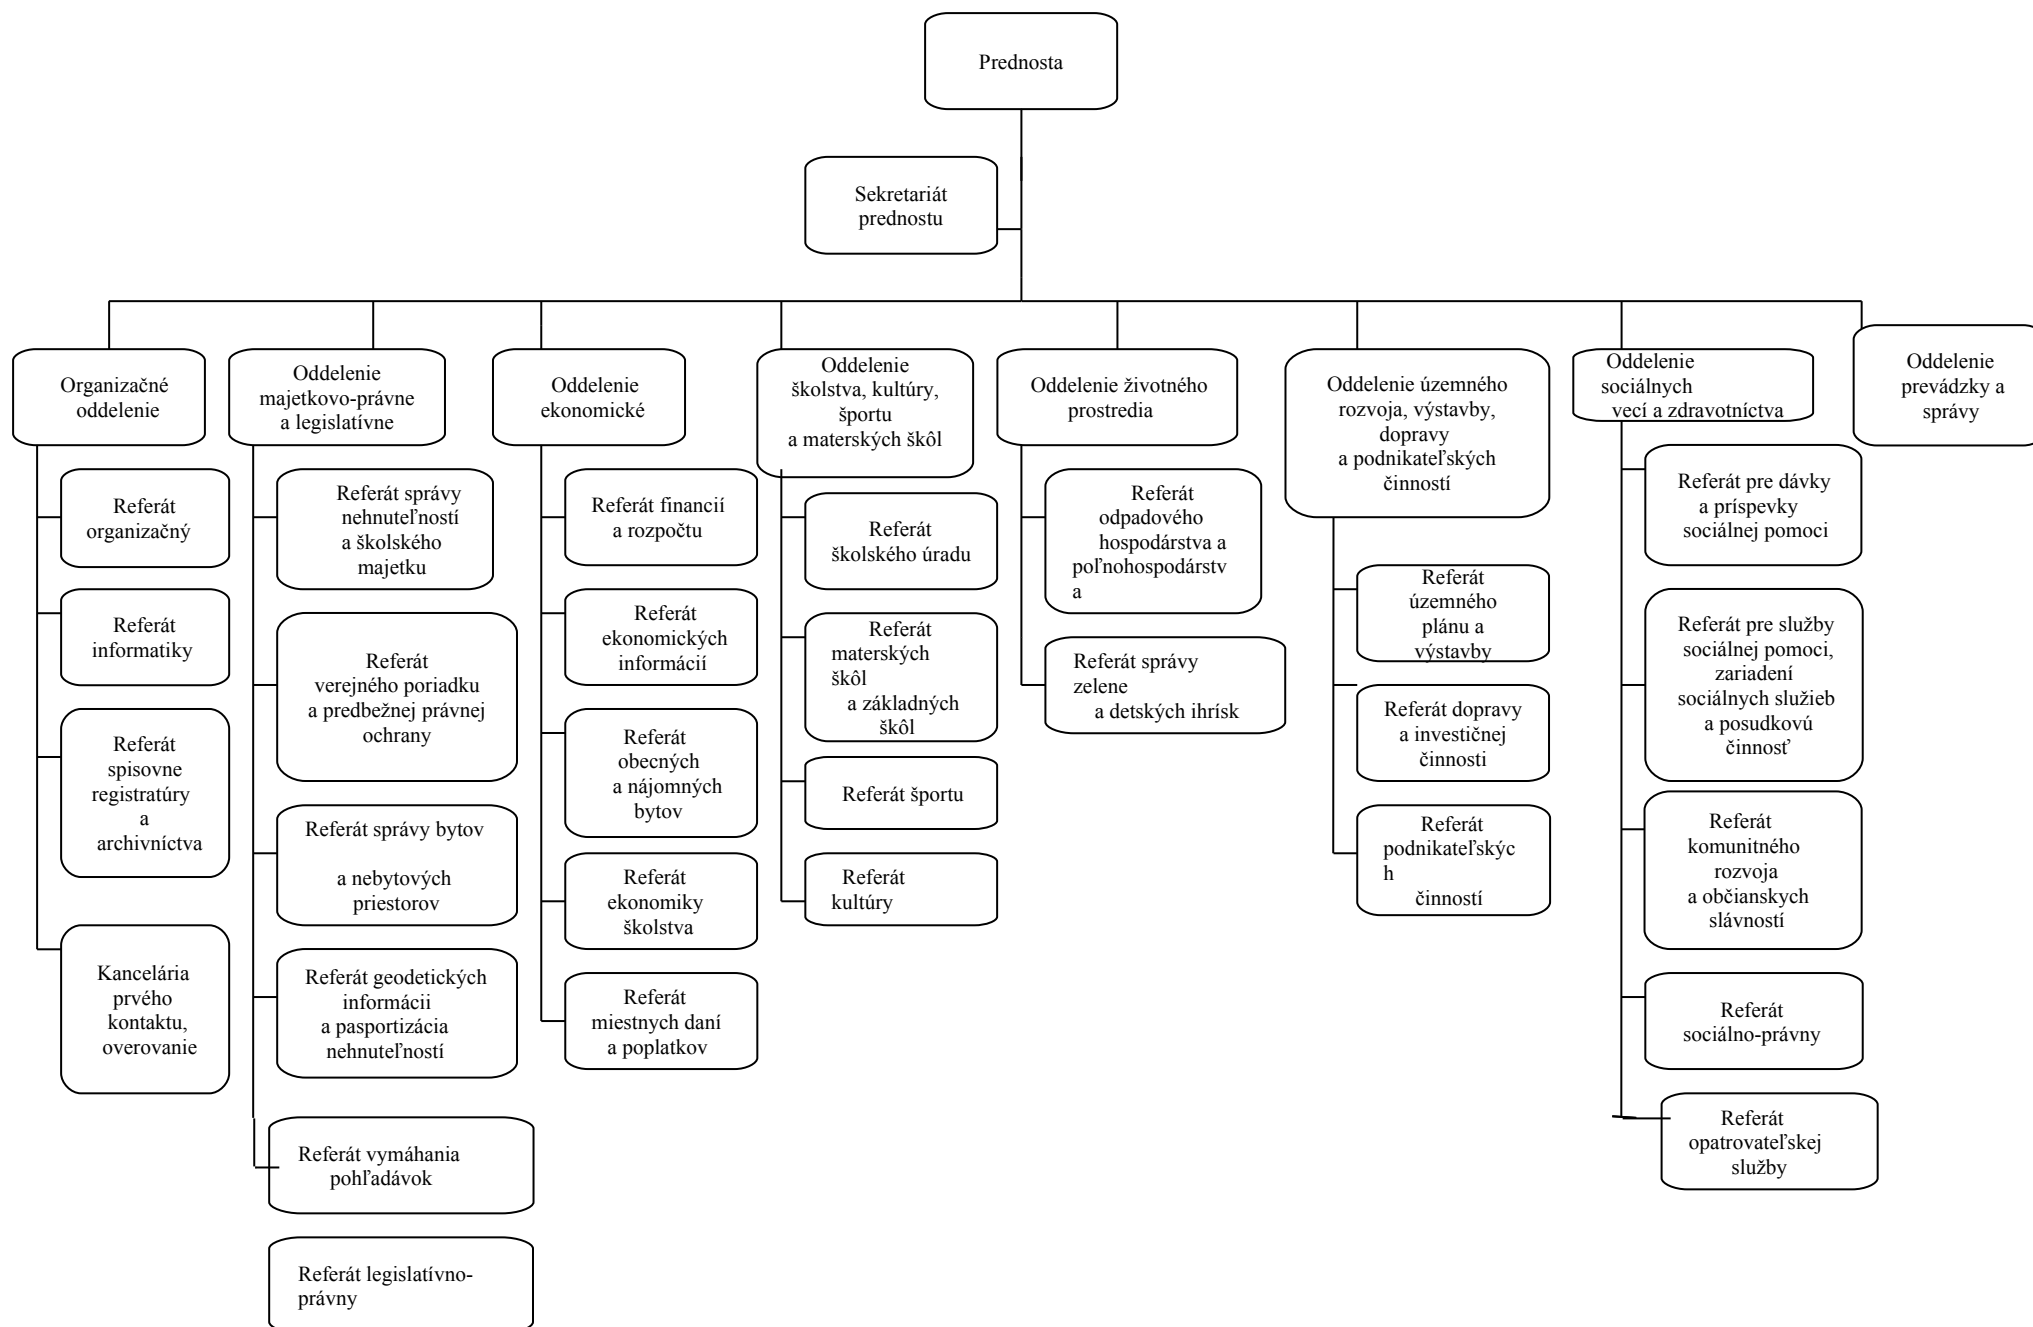 Prednosta
Sekretariát
prednostu
Organizačné
oddelenie
Referát
organizačný
Referát
informatiky
Referát
spisovne
registratúry
a
archivníctva
Kancelária
prvého
kontaktu,
overovanie
Oddelenie
majetkovo-právne
a legislatívne
Referát správy
nehnuteľností
a školského
majetku
Referát
verejného poriadku
a predbežnej právnej
ochrany
Referát správy bytov
a nebytových
priestorov
Referát geodetických
informácii
a pasportizácia
nehnuteľností
Referát vymáhania
pohľadávok
Referát legislatívno-
právny
Oddelenie
ekonomické
Referát financií
a rozpočtu
Referát
ekonomických
informácií
Referát
obecných
a nájomných
bytov
Referát
ekonomiky
školstva
Referát
miestnych daní
a poplatkov
Oddelenie
školstva, kultúry,
športu
a materských škôl
Referát
školského úradu
Referát
materských
škôl
a základných
škôl
Referát športu
Referát
kultúry
Oddelenie životného
prostredia
Referát
odpadového
hospodárstva a
poľnohospodárstv
a
Referát správy
zelene
a detských ihrísk
Oddelenie územného
rozvoja, výstavby,
dopravy
a podnikateľských
činností
Referát
územného
plánu a
výstavby
Referát dopravy
a investičnej
činnosti
Referát
podnikateľskýc
h
činností
Oddelenie
sociálnych
vecí a zdravotníctva
Referát pre dávky
a príspevky
sociálnej pomoci
Referát pre služby
sociálnej pomoci,
zariadení
sociálnych služieb
a posudkovú
činnosť
Referát
komunitného
rozvoja
a občianskych
slávností
Referát
sociálno-právny
Referát
opatrovateľskej
služby
Oddelenie
prevádzky a
správy